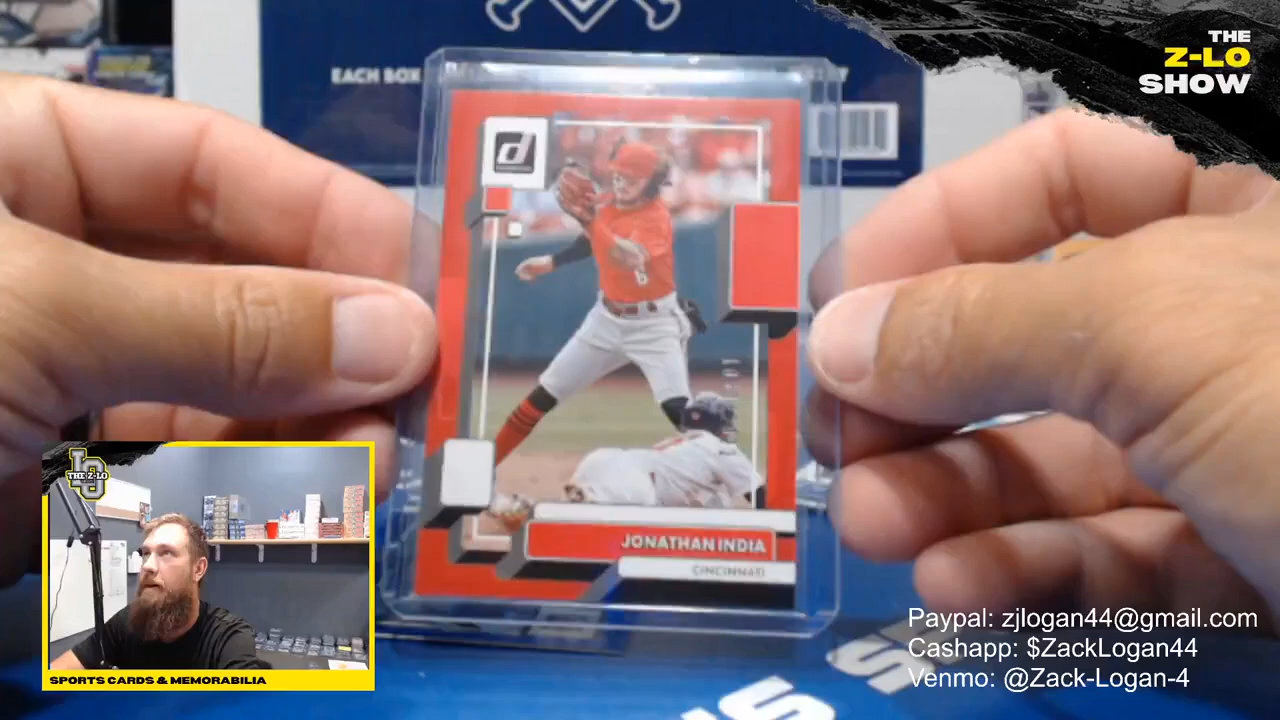 THE
Z-LO
SHOW
EACH BOX
JONATHAN INDIA
CINCINNATI
THE Z-LO
SPORTS CARDS & MEMORABILIA
Paypal: zjlogan44@gmail.com
Cashapp: $ZackLogan44
Venmo: @Zack-Logan-4